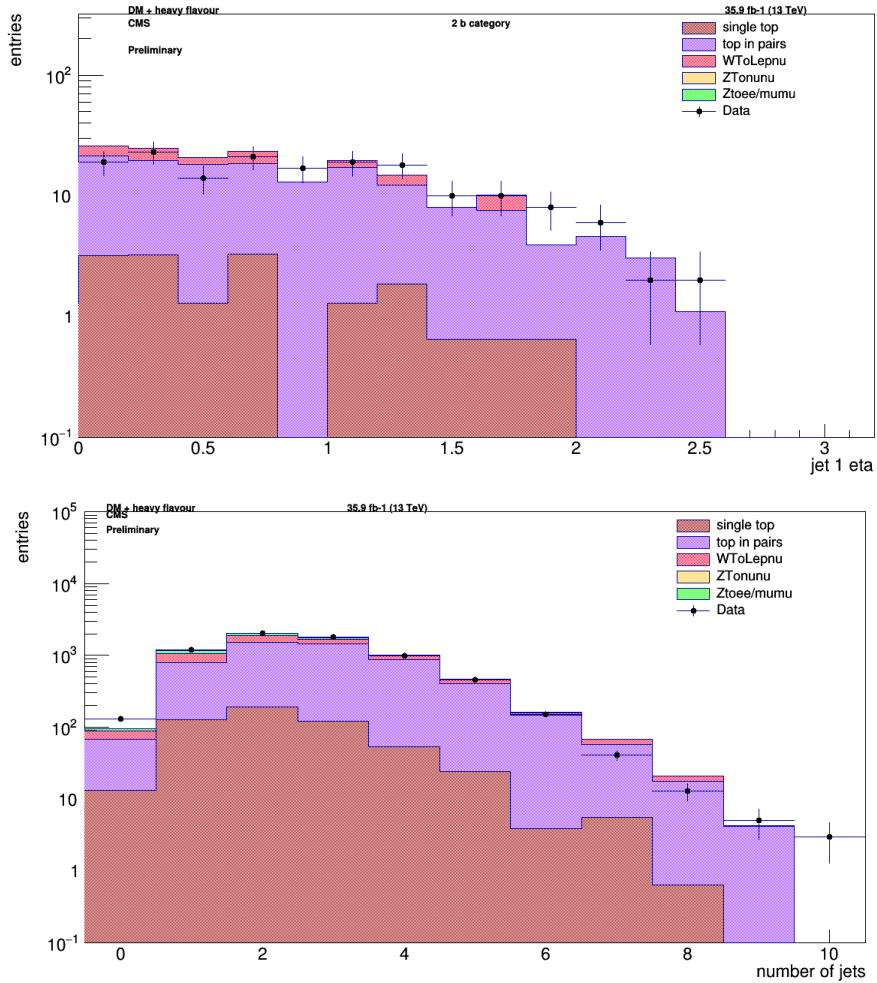 DM + heavy flavour 35.9 fb-1 (13 TeV)
CMS 2 b category
Preliminary
entries
single top
top in pairs
WToLepnu
ZTonunu
Ztoee/mumu
Data
10²
10
1
10⁻¹
0 0.5 1 1.5 2 2.5 3
jet 1 eta
DM + heavy flavour 35.9 fb-1 (13 TeV)
CMS
Preliminary
entries
single top
top in pairs
WToLepnu
ZTonunu
Ztoee/mumu
Data
10⁵
10⁴
10³
10²
10
1
10⁻¹
0 2 4 6 8 10
number of jets